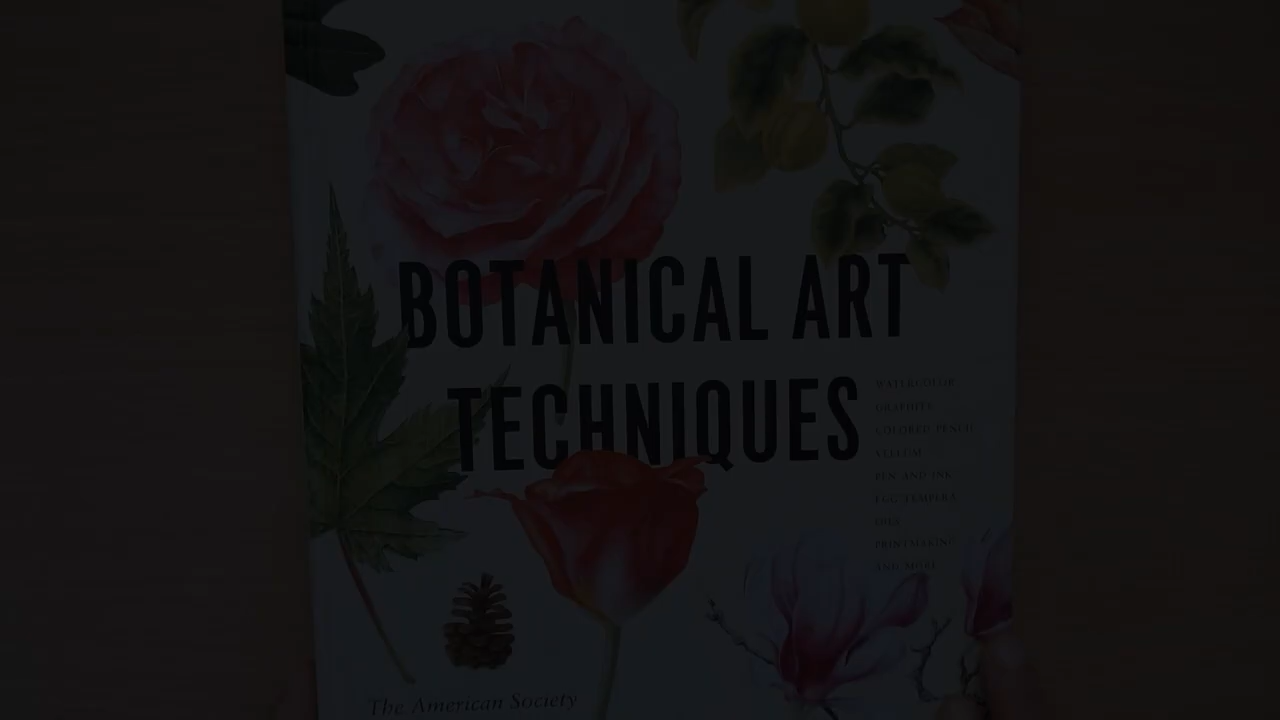 BOTANICAL ART
TECHNIQUES
WATERCOLOR
GRAPHITE
COLORED PENCIL
VELLUM
PEN AND INK
EGG TEMPERA
OILS
PRINTMAKING
AND MORE
The American Society